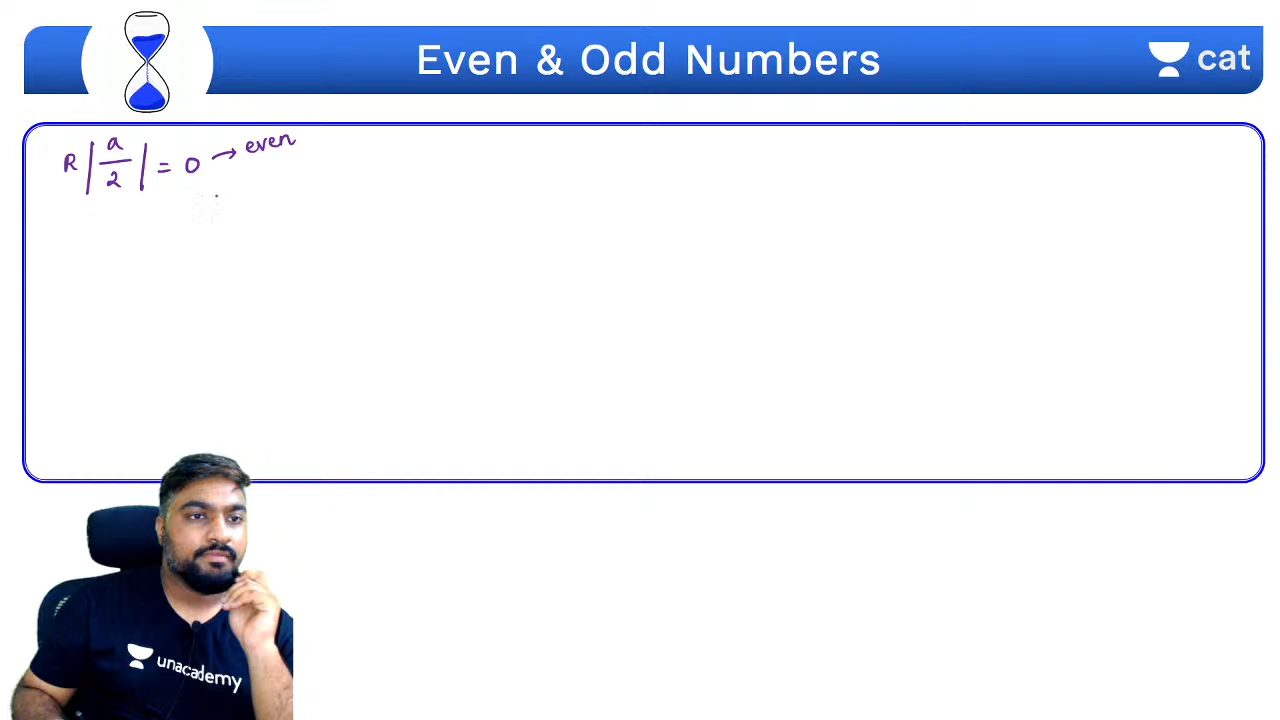 Even & Odd Numbers
cat
R |a/2| = 0 → even
unacademy